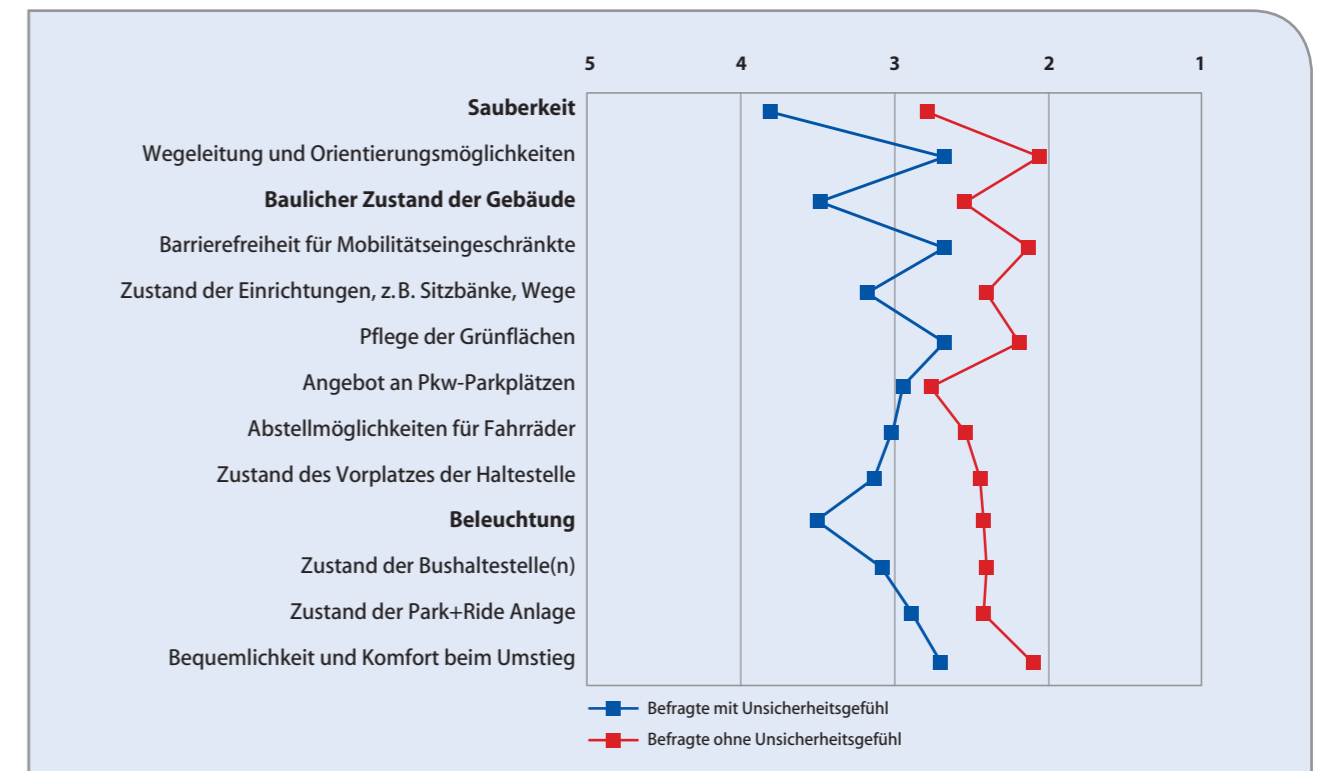 5 4 3 2 1
Sauberkeit
Wegeleitung und Orientierungsmöglichkeiten
Baulicher Zustand der Gebäude
Barrierefreiheit für Mobilitätseingeschränkte
Zustand der Einrichtungen, z. B. Sitzbänke, Wege
Pflege der Grünflächen
Angebot an Pkw-Parkplätzen
Abstellmöglichkeiten für Fahrräder
Zustand des Vorplatzes der Haltestelle
Beleuchtung
Zustand der Bushaltestelle(n)
Zustand der Park+Ride Anlage
Bequemlichkeit und Komfort beim Umstieg
Befragte mit Unsicherheitsgefühl
Befragte ohne Unsicherheitsgefühl